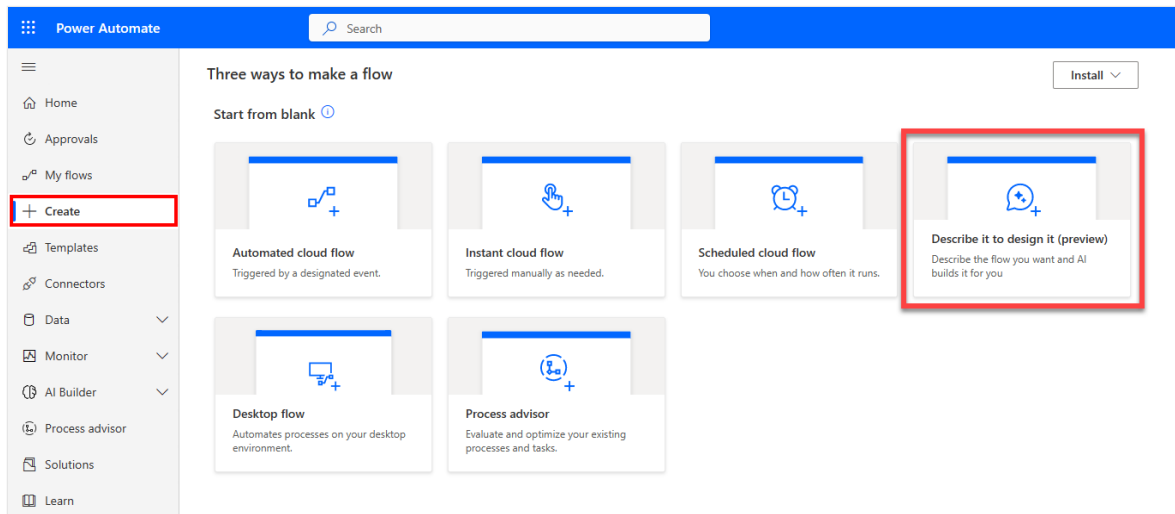 Power Automate
Search
Home
Approvals
My flows
Create
Templates
Connectors
Data
Monitor
AI Builder
Process advisor
Solutions
Learn
Three ways to make a flow
Install
Start from blank
Automated cloud flow
Triggered by a designated event.
Instant cloud flow
Triggered manually as needed.
Scheduled cloud flow
You choose when and how often it runs.
Describe it to design it (preview)
Describe the flow you want and AI
builds it for you
Desktop flow
Automates processes on your desktop
environment.
Process advisor
Evaluate and optimize your existing
processes and tasks.